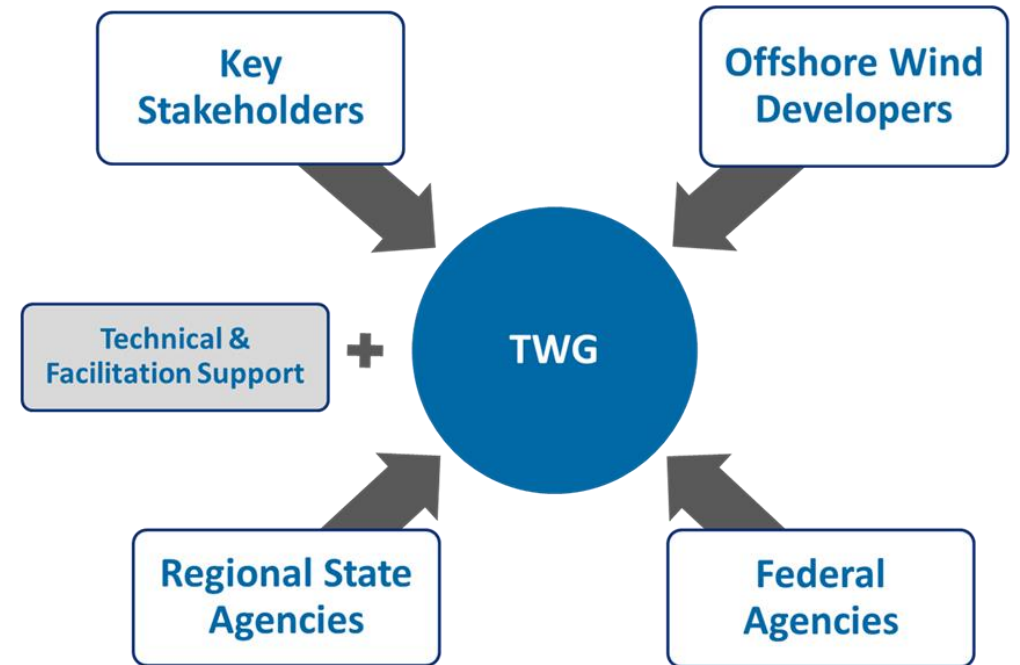 Key
Stakeholders
Offshore Wind
Developers
Technical &
Facilitation Support
+
TWG
Regional State
Agencies
Federal
Agencies